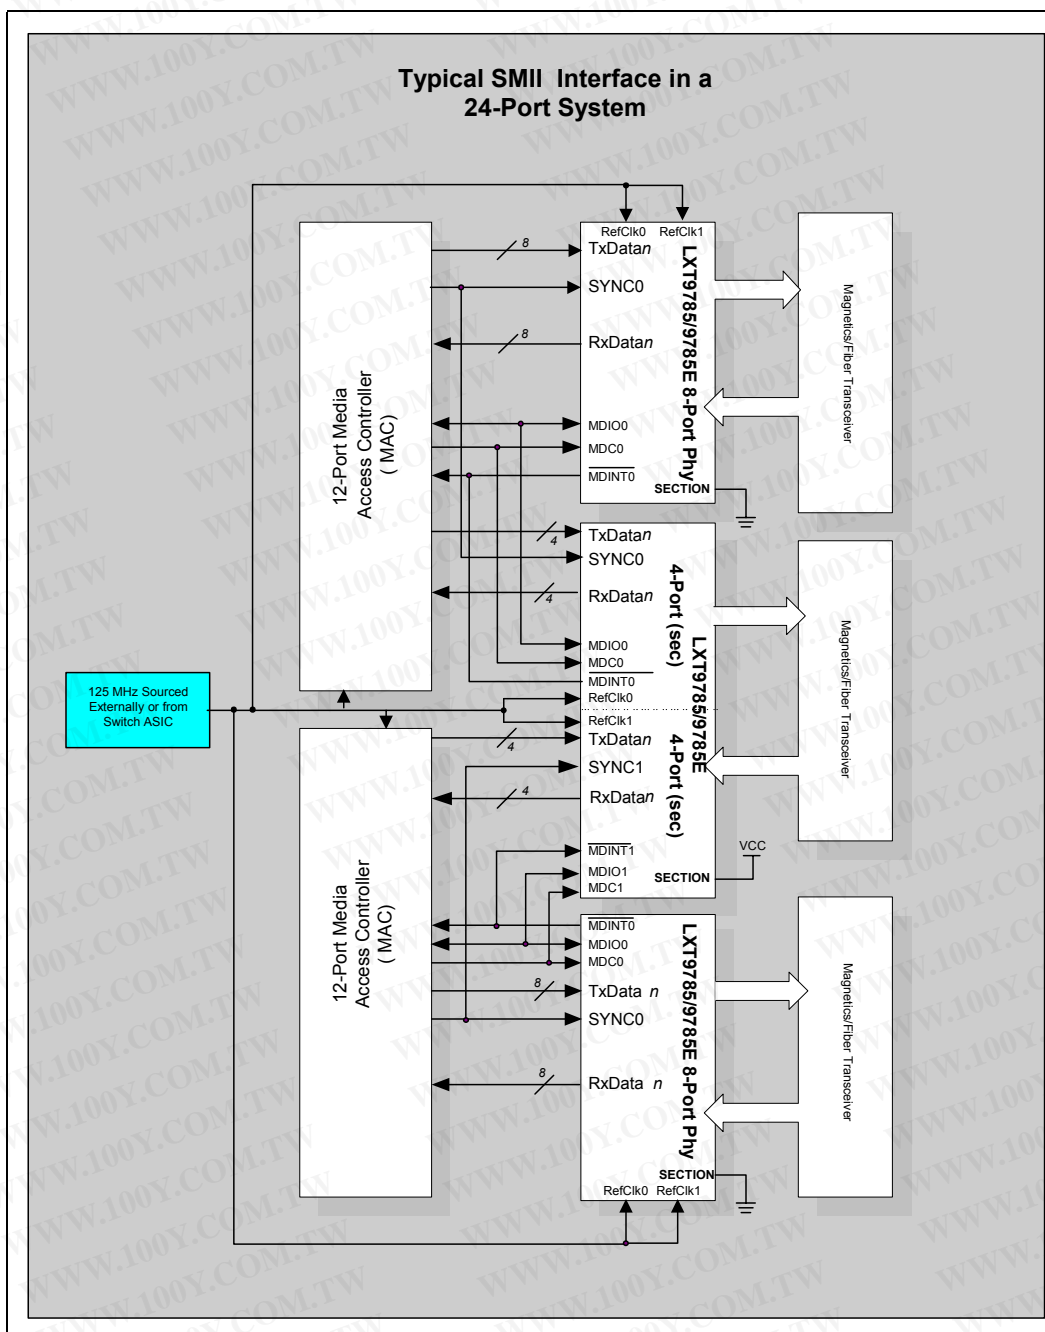 Typical SMII Interface in a
24-Port System
RefClk0 RefClk1
TxDatan
8
SYNC0
RxDatan
8
MDIO0
MDC0
MDINT0
SECTION
LXT9785/9785E 8-Port Phy
Magnetics/Fiber Transceiver
12-Port Media
Access Controller
( MAC)
TxDatan
4
SYNC0
RxDatan
4
MDIO0
MDC0
MDINT0
RefClk0
4-Port (sec)
LXT9785/9785E
Magnetics/Fiber Transceiver
125 MHz Sourced
Externally or from
Switch ASIC
RefClk1
TxDatan
4
SYNC1
RxDatan
4
4-Port (sec)
MDINT1
MDIO1
MDC1
SECTION
VCC
12-Port Media
Access Controller
( MAC)
MDINT0
MDIO0
MDC0
TxData n
8
SYNC0
RxData n
8
LXT9785/9785E 8-Port Phy
SECTION
RefClk0 RefClk1
Magnetics/Fiber Transceiver
WWW.100Y.COM.TW